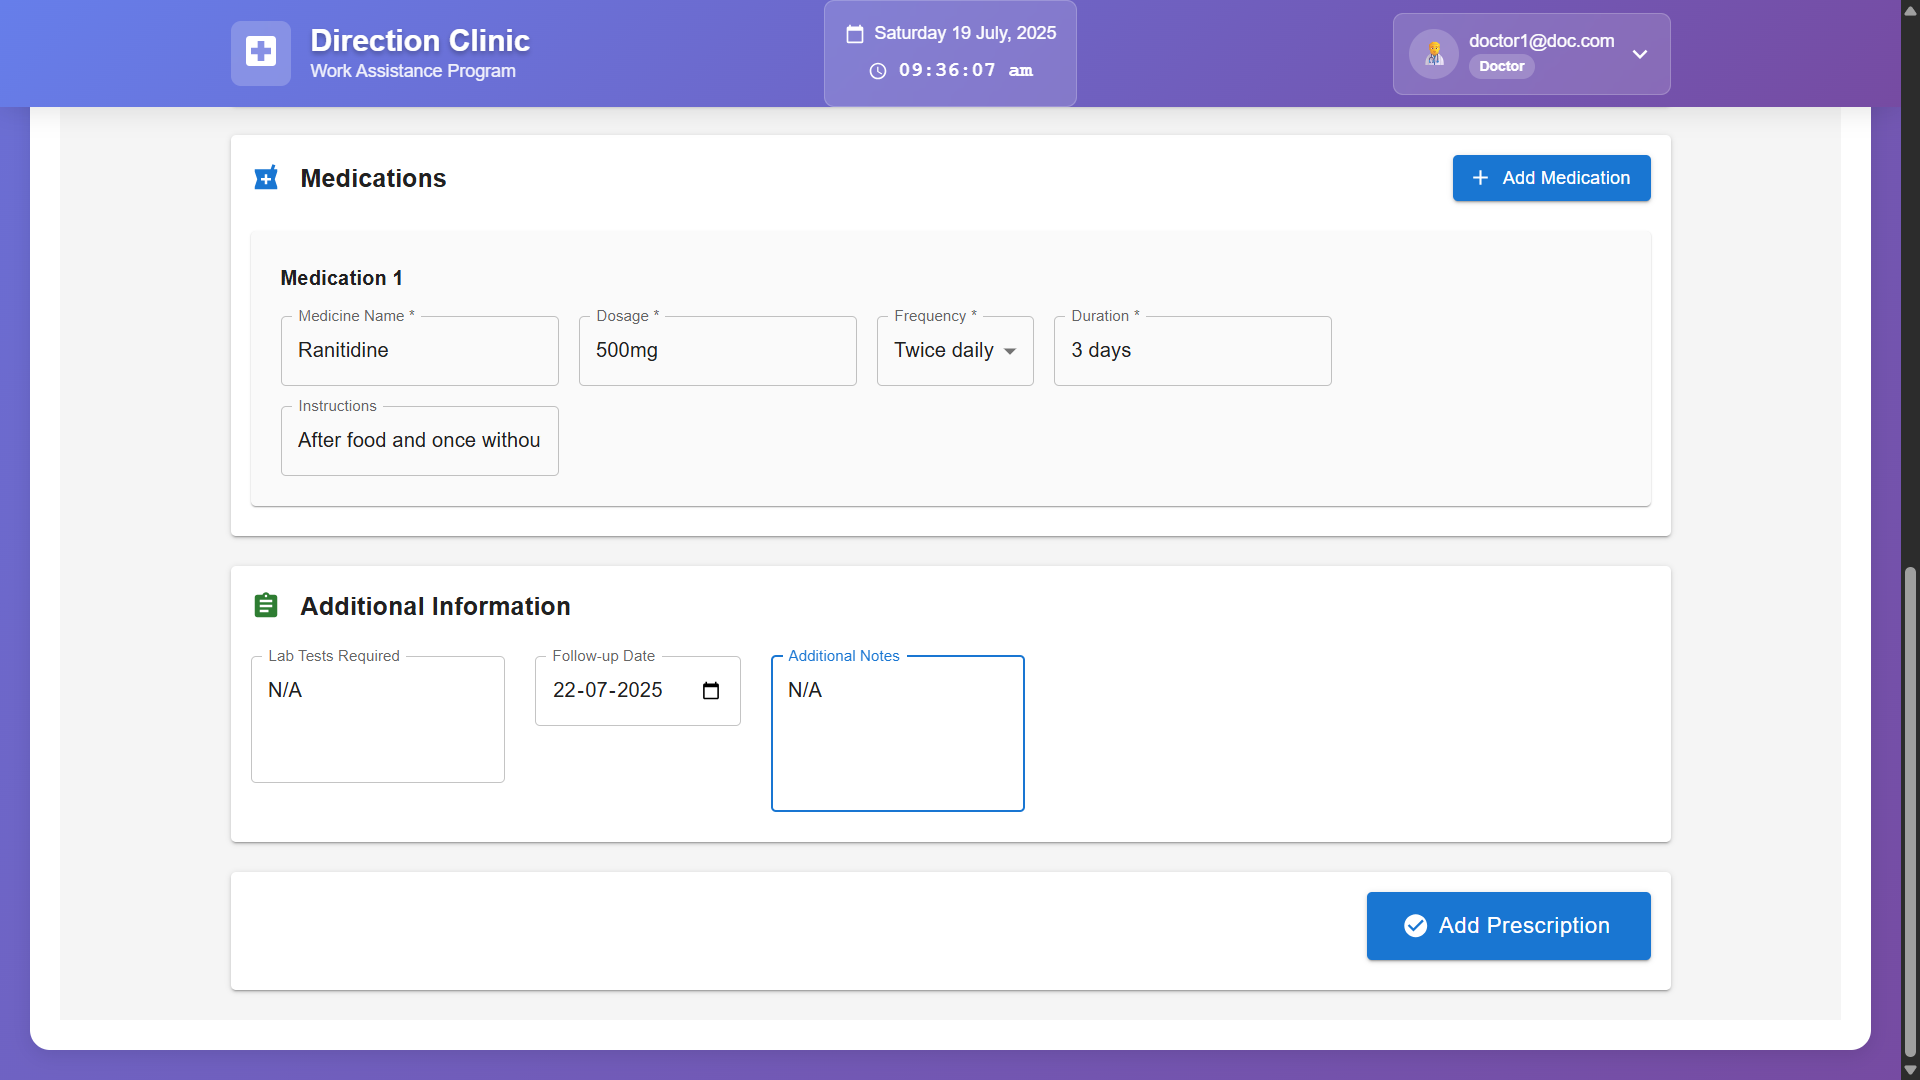 Direction Clinic
Work Assistance Program
Saturday 19 July, 2025
09:36:07 am
doctor1@doc.com
Doctor
Medications
Add Medication
Medication 1
Medicine Name *
Ranitidine
Dosage *
500mg
Frequency *
Twice daily
Duration *
3 days
Instructions
After food and once withou
Additional Information
Lab Tests Required
N/A
Follow-up Date
22-07-2025
Additional Notes
N/A
Add Prescription